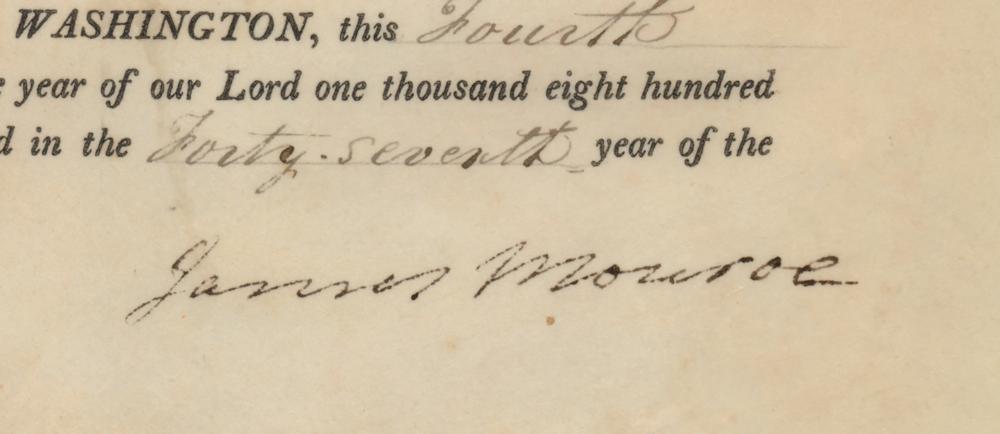 WASHINGTON, this Fourth
year of our Lord one thousand eight hundred
in the Forty-seventh year of the
James Monroe